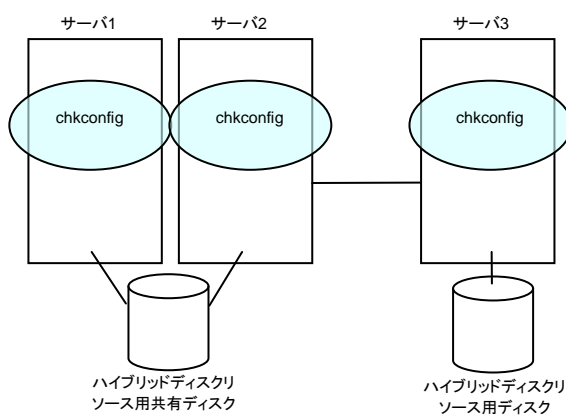 サーバ1
サーバ2
サーバ3
chkconfig
chkconfig
chkconfig
ハイブリッドディスクリ
ソース用共有ディスク
ハイブリッドディスクリ
ソース用ディスク